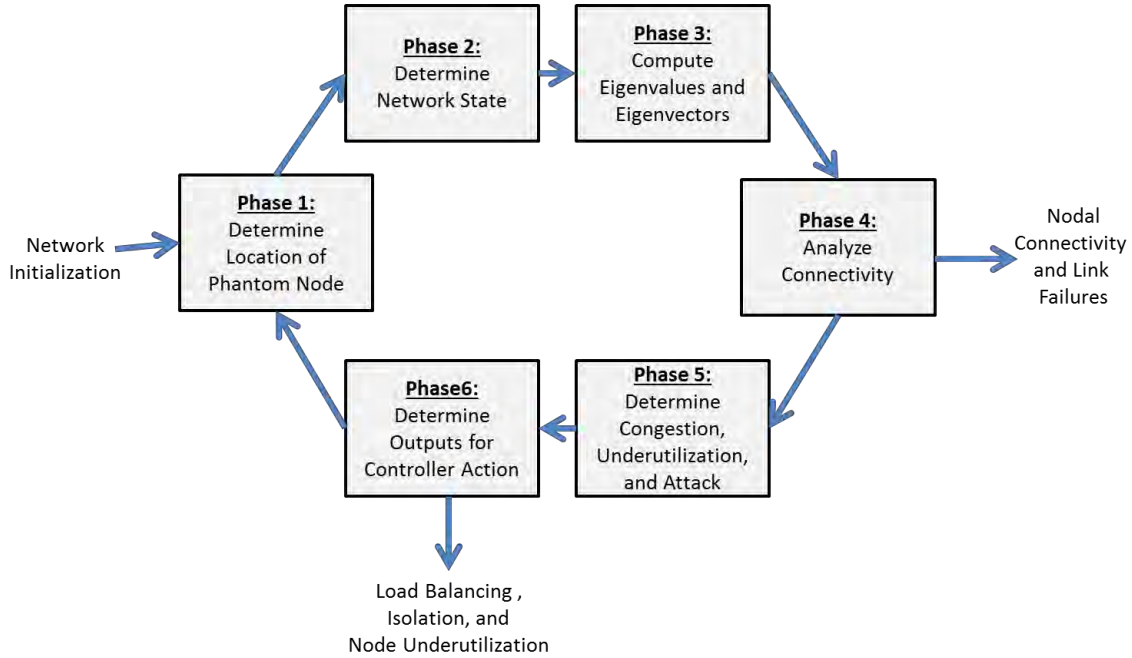 Phase 2:
Determine
Network State
Phase 3:
Compute
Eigenvalues and
Eigenvectors
Phase 1:
Determine
Location of
Phantom Node
Network
Initialization
Phase 4:
Analyze
Connectivity
Nodal
Connectivity
and Link
Failures
Phase6:
Determine
Outputs for
Controller Action
Phase 5:
Determine
Congestion,
Underutilization,
and Attack
Load Balancing ,
Isolation, and
Node Underutilization